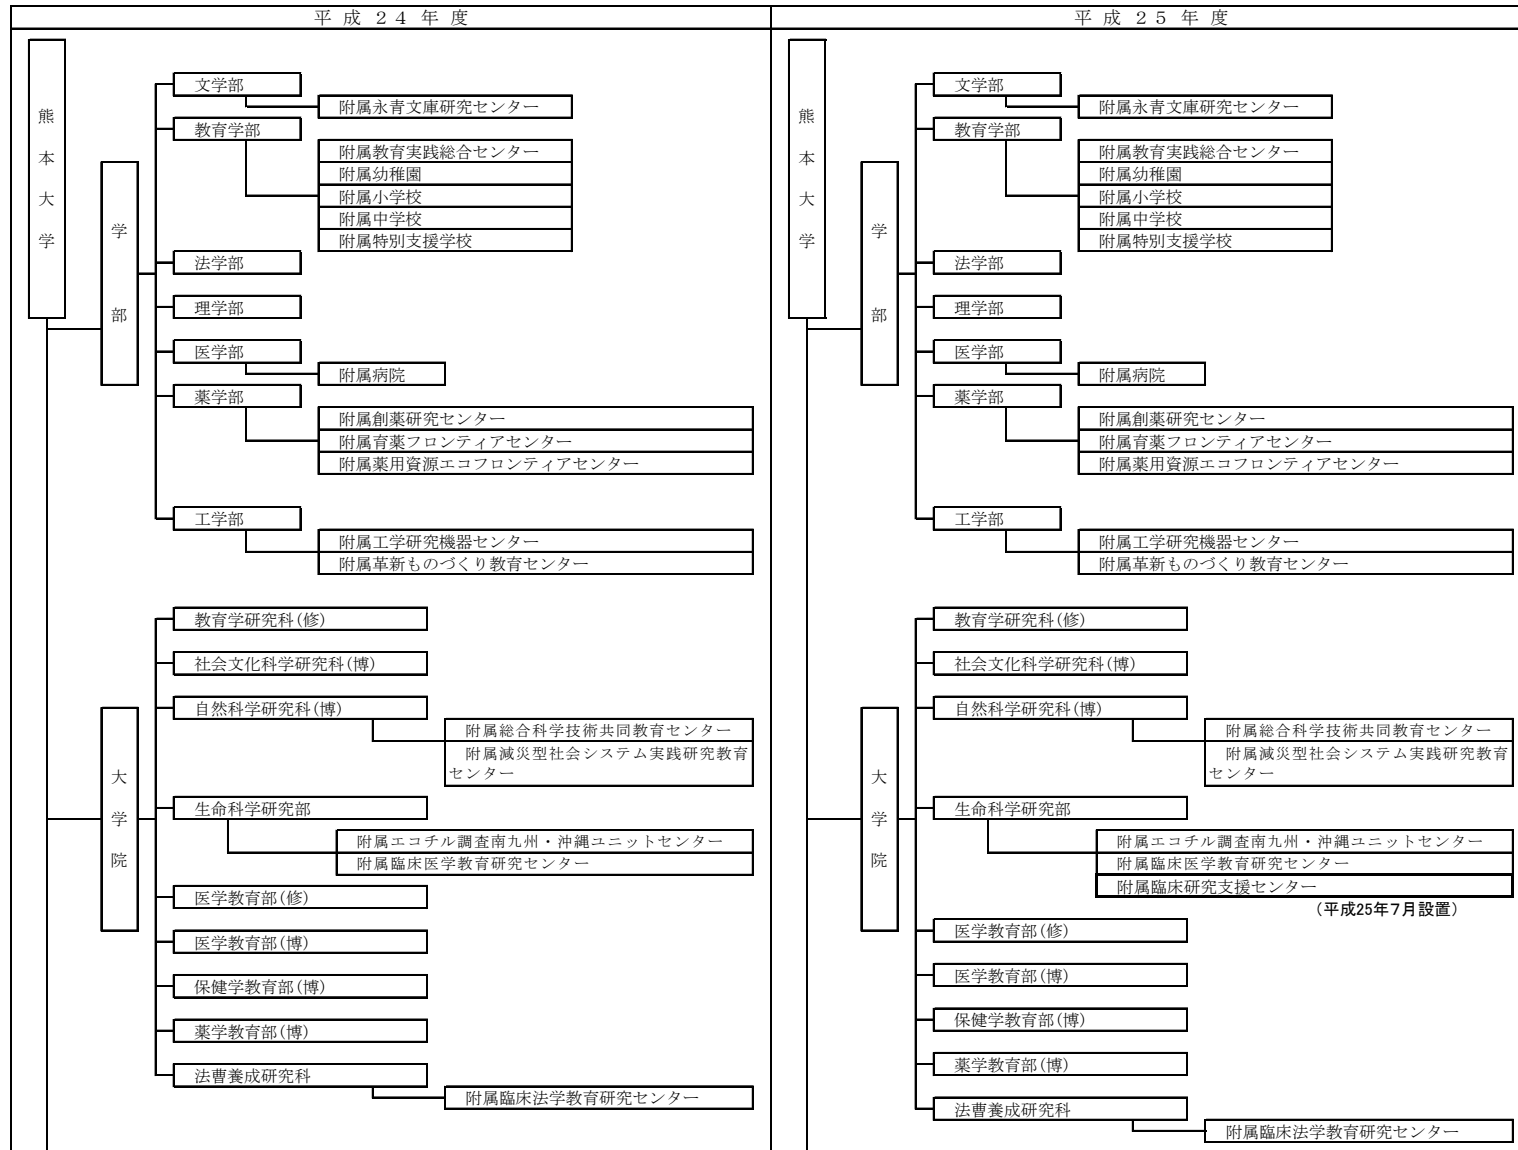 平成24年度
熊本大学
学部
文学部
附属永青文庫研究センター
教育学部
附属教育実践総合センター
附属幼稚園
附属小学校
附属中学校
附属特別支援学校
法学部
理学部
医学部
附属病院
薬学部
附属創薬研究センター
附属育薬フロンティアセンター
附属薬用資源エコフロンティアセンター
工学部
附属工学研究機器センター
附属革新ものづくり教育センター
大学院
教育学研究科(修)
社会文化科学研究科(博)
自然科学研究科(博)
附属総合科学技術共同教育センター
附属減災型社会システム実践研究教育
センター
生命科学研究部
附属エコチル調査南九州・沖縄ユニットセンター
附属臨床医学教育研究センター
医学教育部(修)
医学教育部(博)
保健学教育部(博)
薬学教育部(博)
法曹養成研究科
附属臨床法学教育研究センター
平成25年度
熊本大学
学部
文学部
附属永青文庫研究センター
教育学部
附属教育実践総合センター
附属幼稚園
附属小学校
附属中学校
附属特別支援学校
法学部
理学部
医学部
附属病院
薬学部
附属創薬研究センター
附属育薬フロンティアセンター
附属薬用資源エコフロンティアセンター
工学部
附属工学研究機器センター
附属革新ものづくり教育センター
大学院
教育学研究科(修)
社会文化科学研究科(博)
自然科学研究科(博)
附属総合科学技術共同教育センター
附属減災型社会システム実践研究教育
センター
生命科学研究部
附属エコチル調査南九州・沖縄ユニットセンター
附属臨床医学教育研究センター
附属臨床研究支援センター
(平成25年7月設置)
医学教育部(修)
医学教育部(博)
保健学教育部(博)
薬学教育部(博)
法曹養成研究科
附属臨床法学教育研究センター